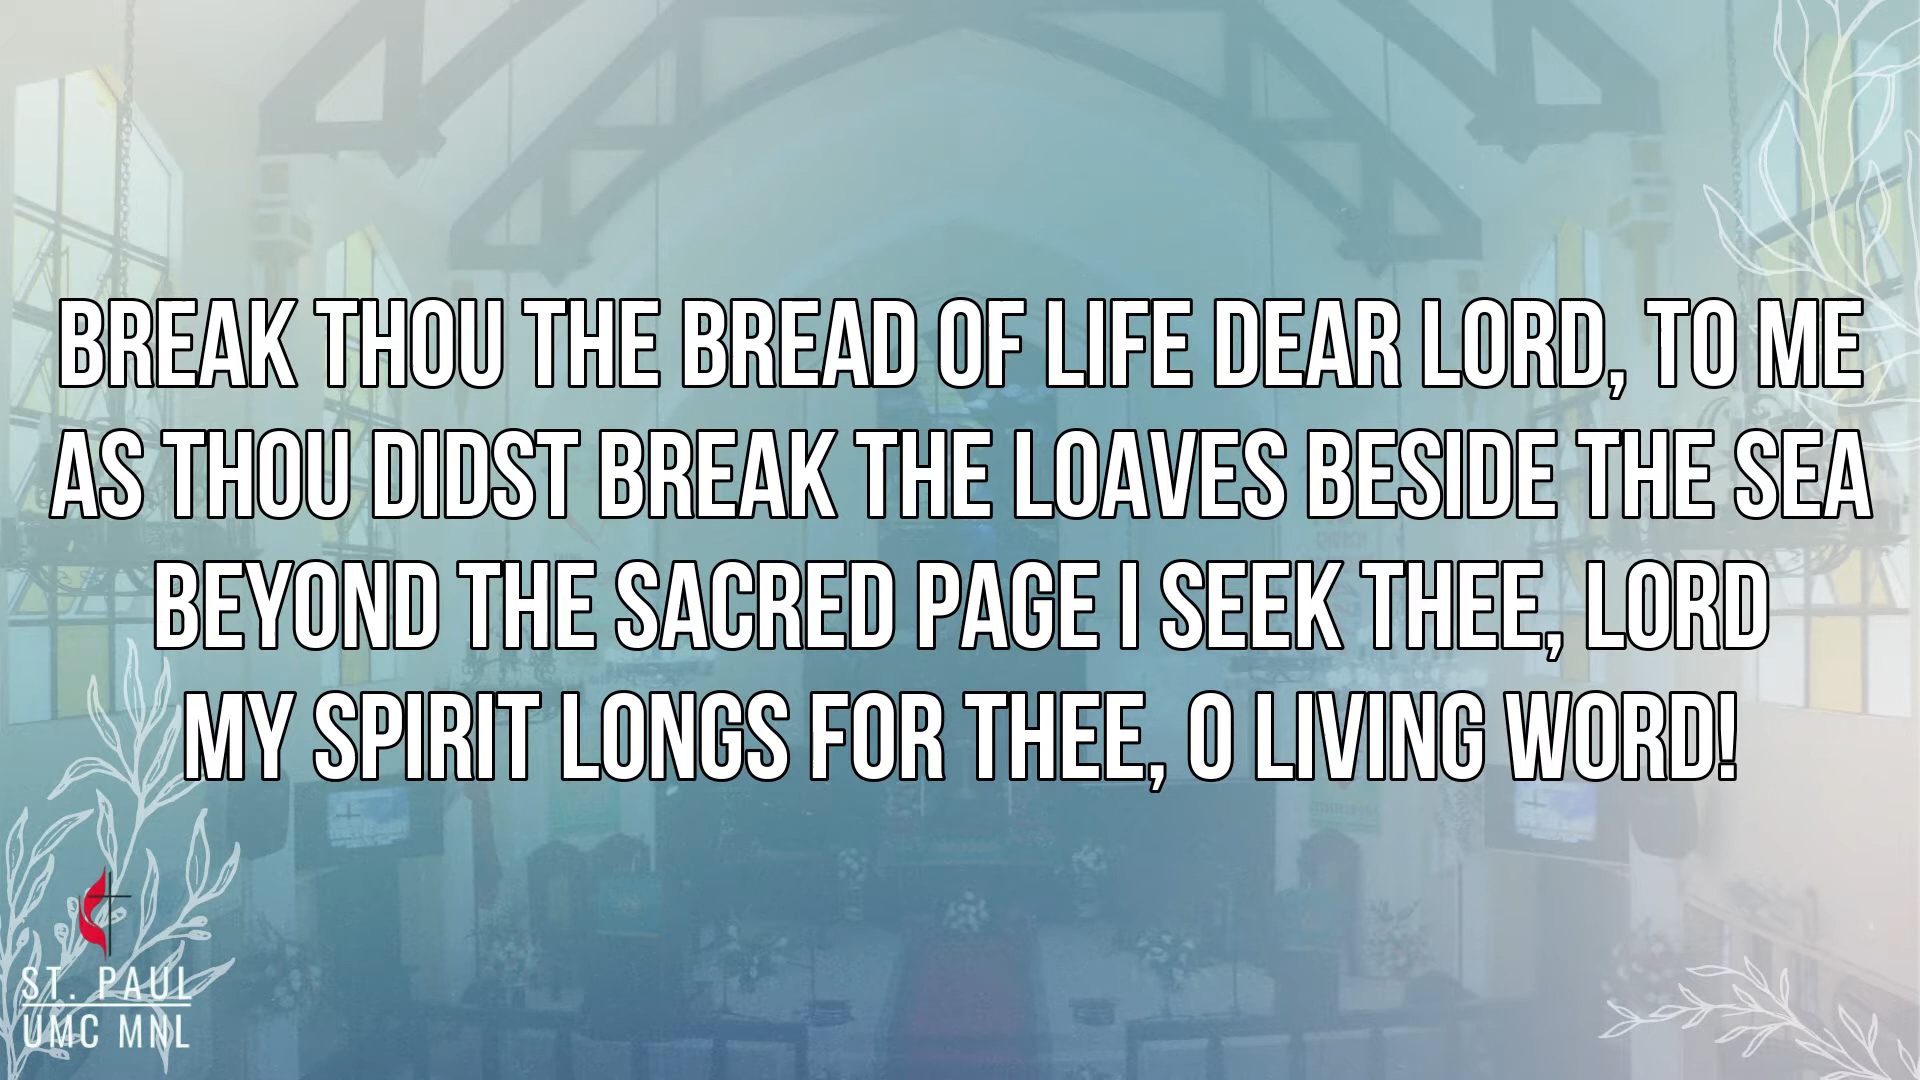 BREAK THOU THE BREAD OF LIFE DEAR LORD, TO ME
AS THOU DIDST BREAK THE LOAVES BESIDE THE SEA
BEYOND THE SACRED PAGE I SEEK THEE, LORD
MY SPIRIT LONGS FOR THEE, O LIVING WORD!
ST. PAUL
UMC MNL